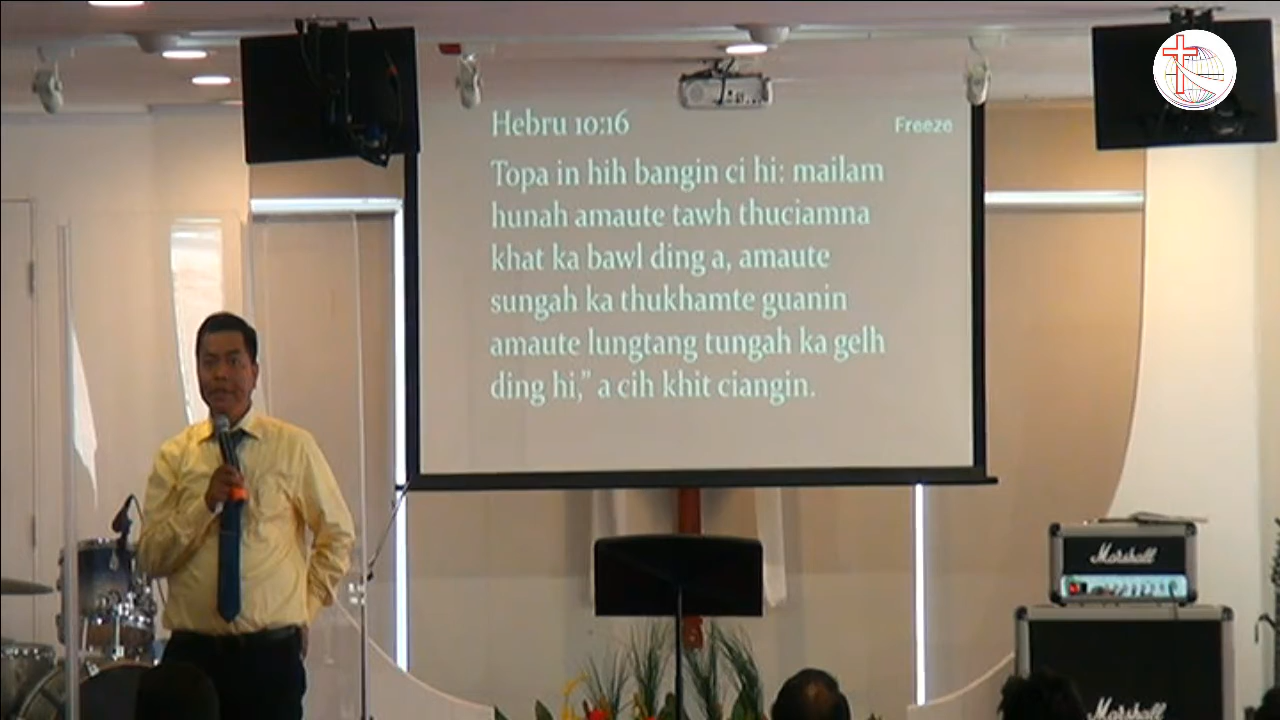 Hebru 10:16
Freeze
Topa in hih bangin ci hi: mailam
hunah amaute tawh thuciamna
khat ka bawl ding a, amaute
sungah ka thukhamte guanin
amaute lungtang tungah ka gelh
ding hi,” a cih khit ciangin.
Marshall
Marshall